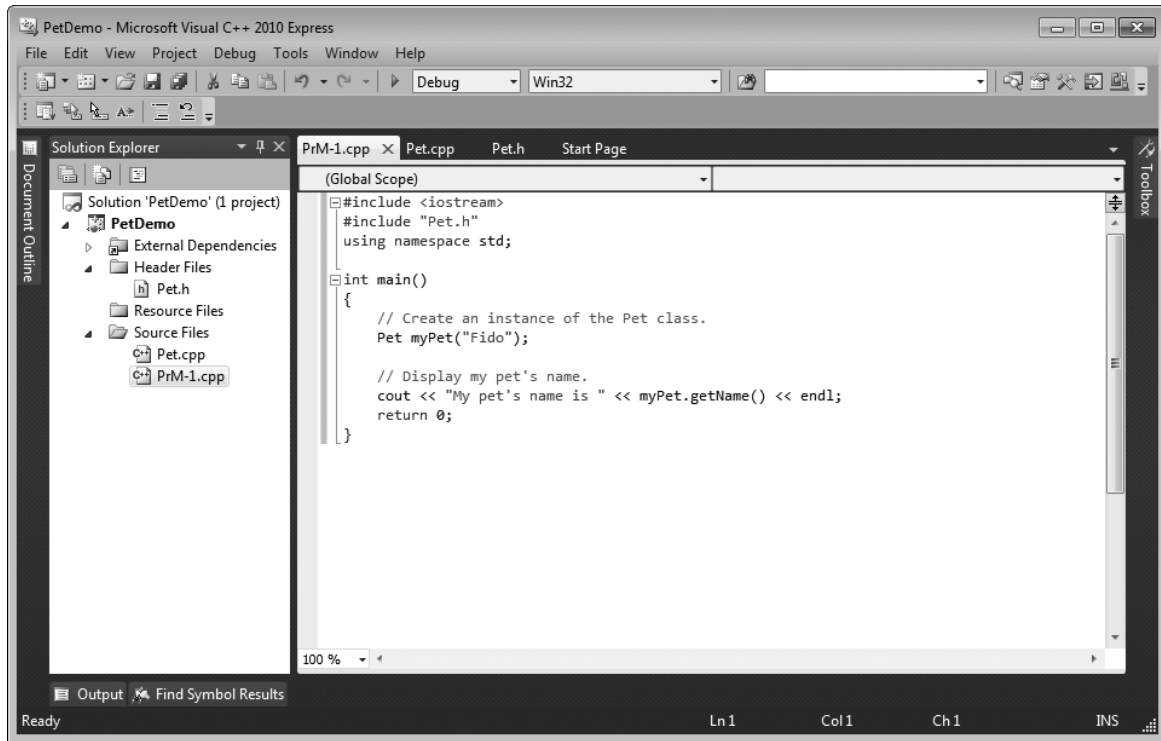 PetDemo - Microsoft Visual C++ 2010 Express
File Edit View Project Debug Tools Window Help
Debug Win32
Document Outline
Solution Explorer
Solution 'PetDemo' (1 project)
PetDemo
External Dependencies
Header Files
Pet.h
Resource Files
Source Files
Pet.cpp
PrM-1.cpp
PrM-1.cpp Pet.cpp Pet.h Start Page
(Global Scope)
#include <iostream>
#include "Pet.h"
using namespace std;
int main()
{
// Create an instance of the Pet class.
Pet myPet("Fido");
// Display my pet's name.
cout << "My pet's name is " << myPet.getName() << endl;
return 0;
}
100 %
Toolbox
Output Find Symbol Results
Ready Ln 1 Col 1 Ch 1 INS